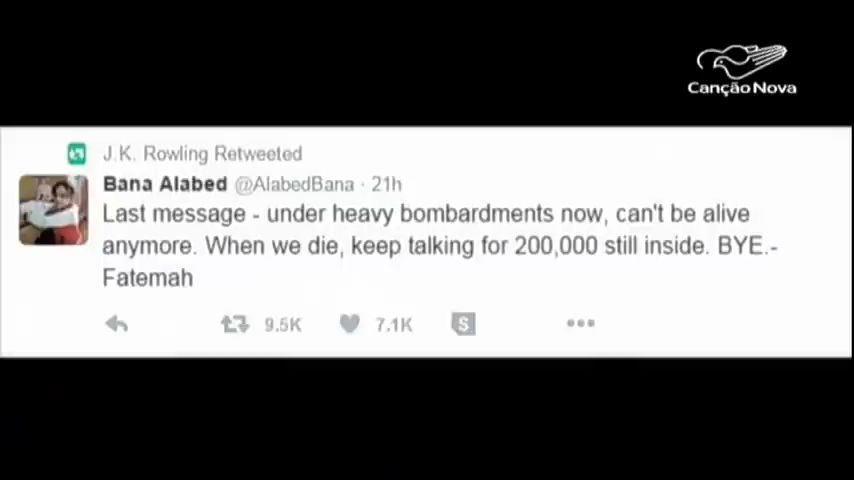 Canção Nova
J.K. Rowling Retweeted
Bana Alabed @AlabedBana · 21h
Last message - under heavy bombardments now, can't be alive
anymore. When we die, keep talking for 200,000 still inside. BYE.-
Fatemah
9.5K 7.1K S